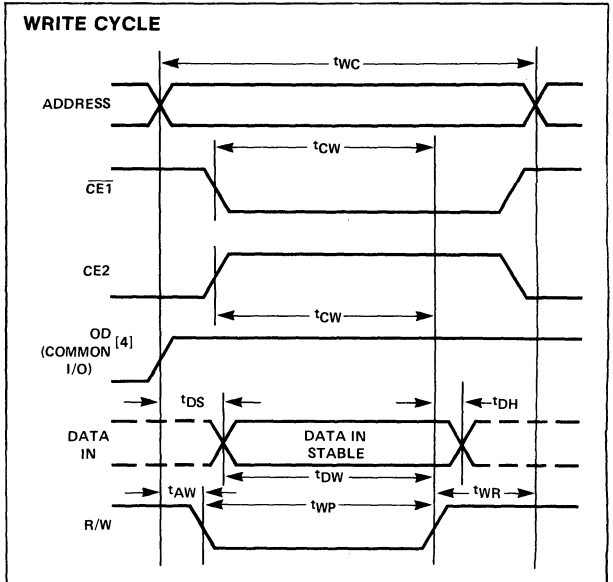 WRITE CYCLE
tWC
ADDRESS
tCW
CE1
CE2
tCW
OD [4]
(COMMON
I/O)
tDS
tDH
DATA
IN
DATA IN
STABLE
tDW
tAW
tWP
tWR
R/W